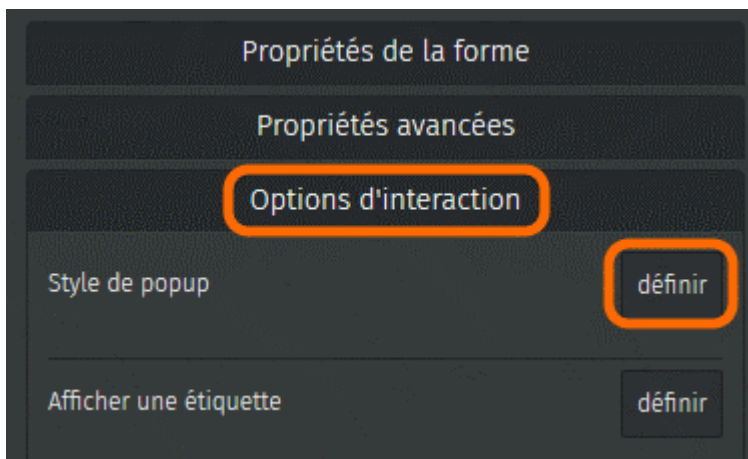 Propriétés de la forme
Propriétés avancées
Options d'interaction
Style de popup définir
Afficher une étiquette définir